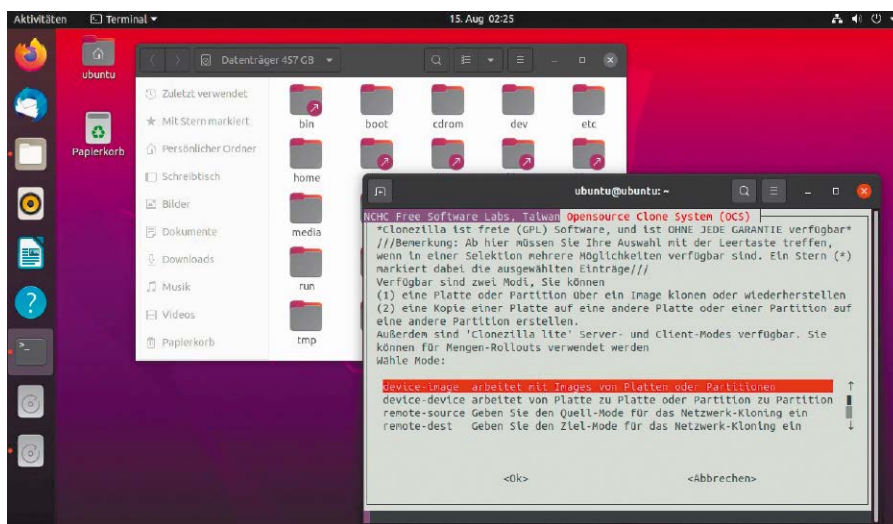 Aktivitäten
Terminal
15. Aug 02:25
ubuntu
Papierkorb
Datenträger 457 GB
Zuletzt verwendet
Mit Stern markiert
Persönlicher Ordner
Schreibtisch
Bilder
Dokumente
Downloads
Musik
Videos
Papierkorb
bin
boot
cdrom
dev
etc
home
media
run
tmp
ubuntu@ubuntu: ~
NCHC Free Software Labs, Taiwan
Opensource Clone System (OCS)
*Clonezilla ist freie (GPL) Software, und ist OHNE JEDE GARANTIE verfügbar*
///Bemerkung: Ab hier müssen Sie Ihre Auswahl mit der Leertaste treffen,
wenn in einer Selektion mehrere Möglichkeiten verfügbar sind. Ein Stern (*)
markiert dabei die ausgewählten Einträge///
Verfügbar sind zwei Modi, Sie können
(1) eine Platte oder Partition über ein Image klonen oder wiederherstellen
(2) eine Kopie einer Platte auf eine andere Platte oder einer Partition auf
eine andere Partition erstellen.
Außerdem sind 'Clonezilla lite' Server- und Client-Modes verfügbar. Sie
können für Mengen-Rollouts verwendet werden
Wähle Mode:
device-image arbeitet mit Images von Platten oder Partitionen
device-device arbeitet von Platte zu Platte oder Partition zu Partition
remote-source Geben Sie den Quell-Mode für das Netzwerk-Kloning ein
remote-dest Geben Sie den Ziel-Mode für das Netzwerk-Kloning ein
<Ok>
<Abbrechen>